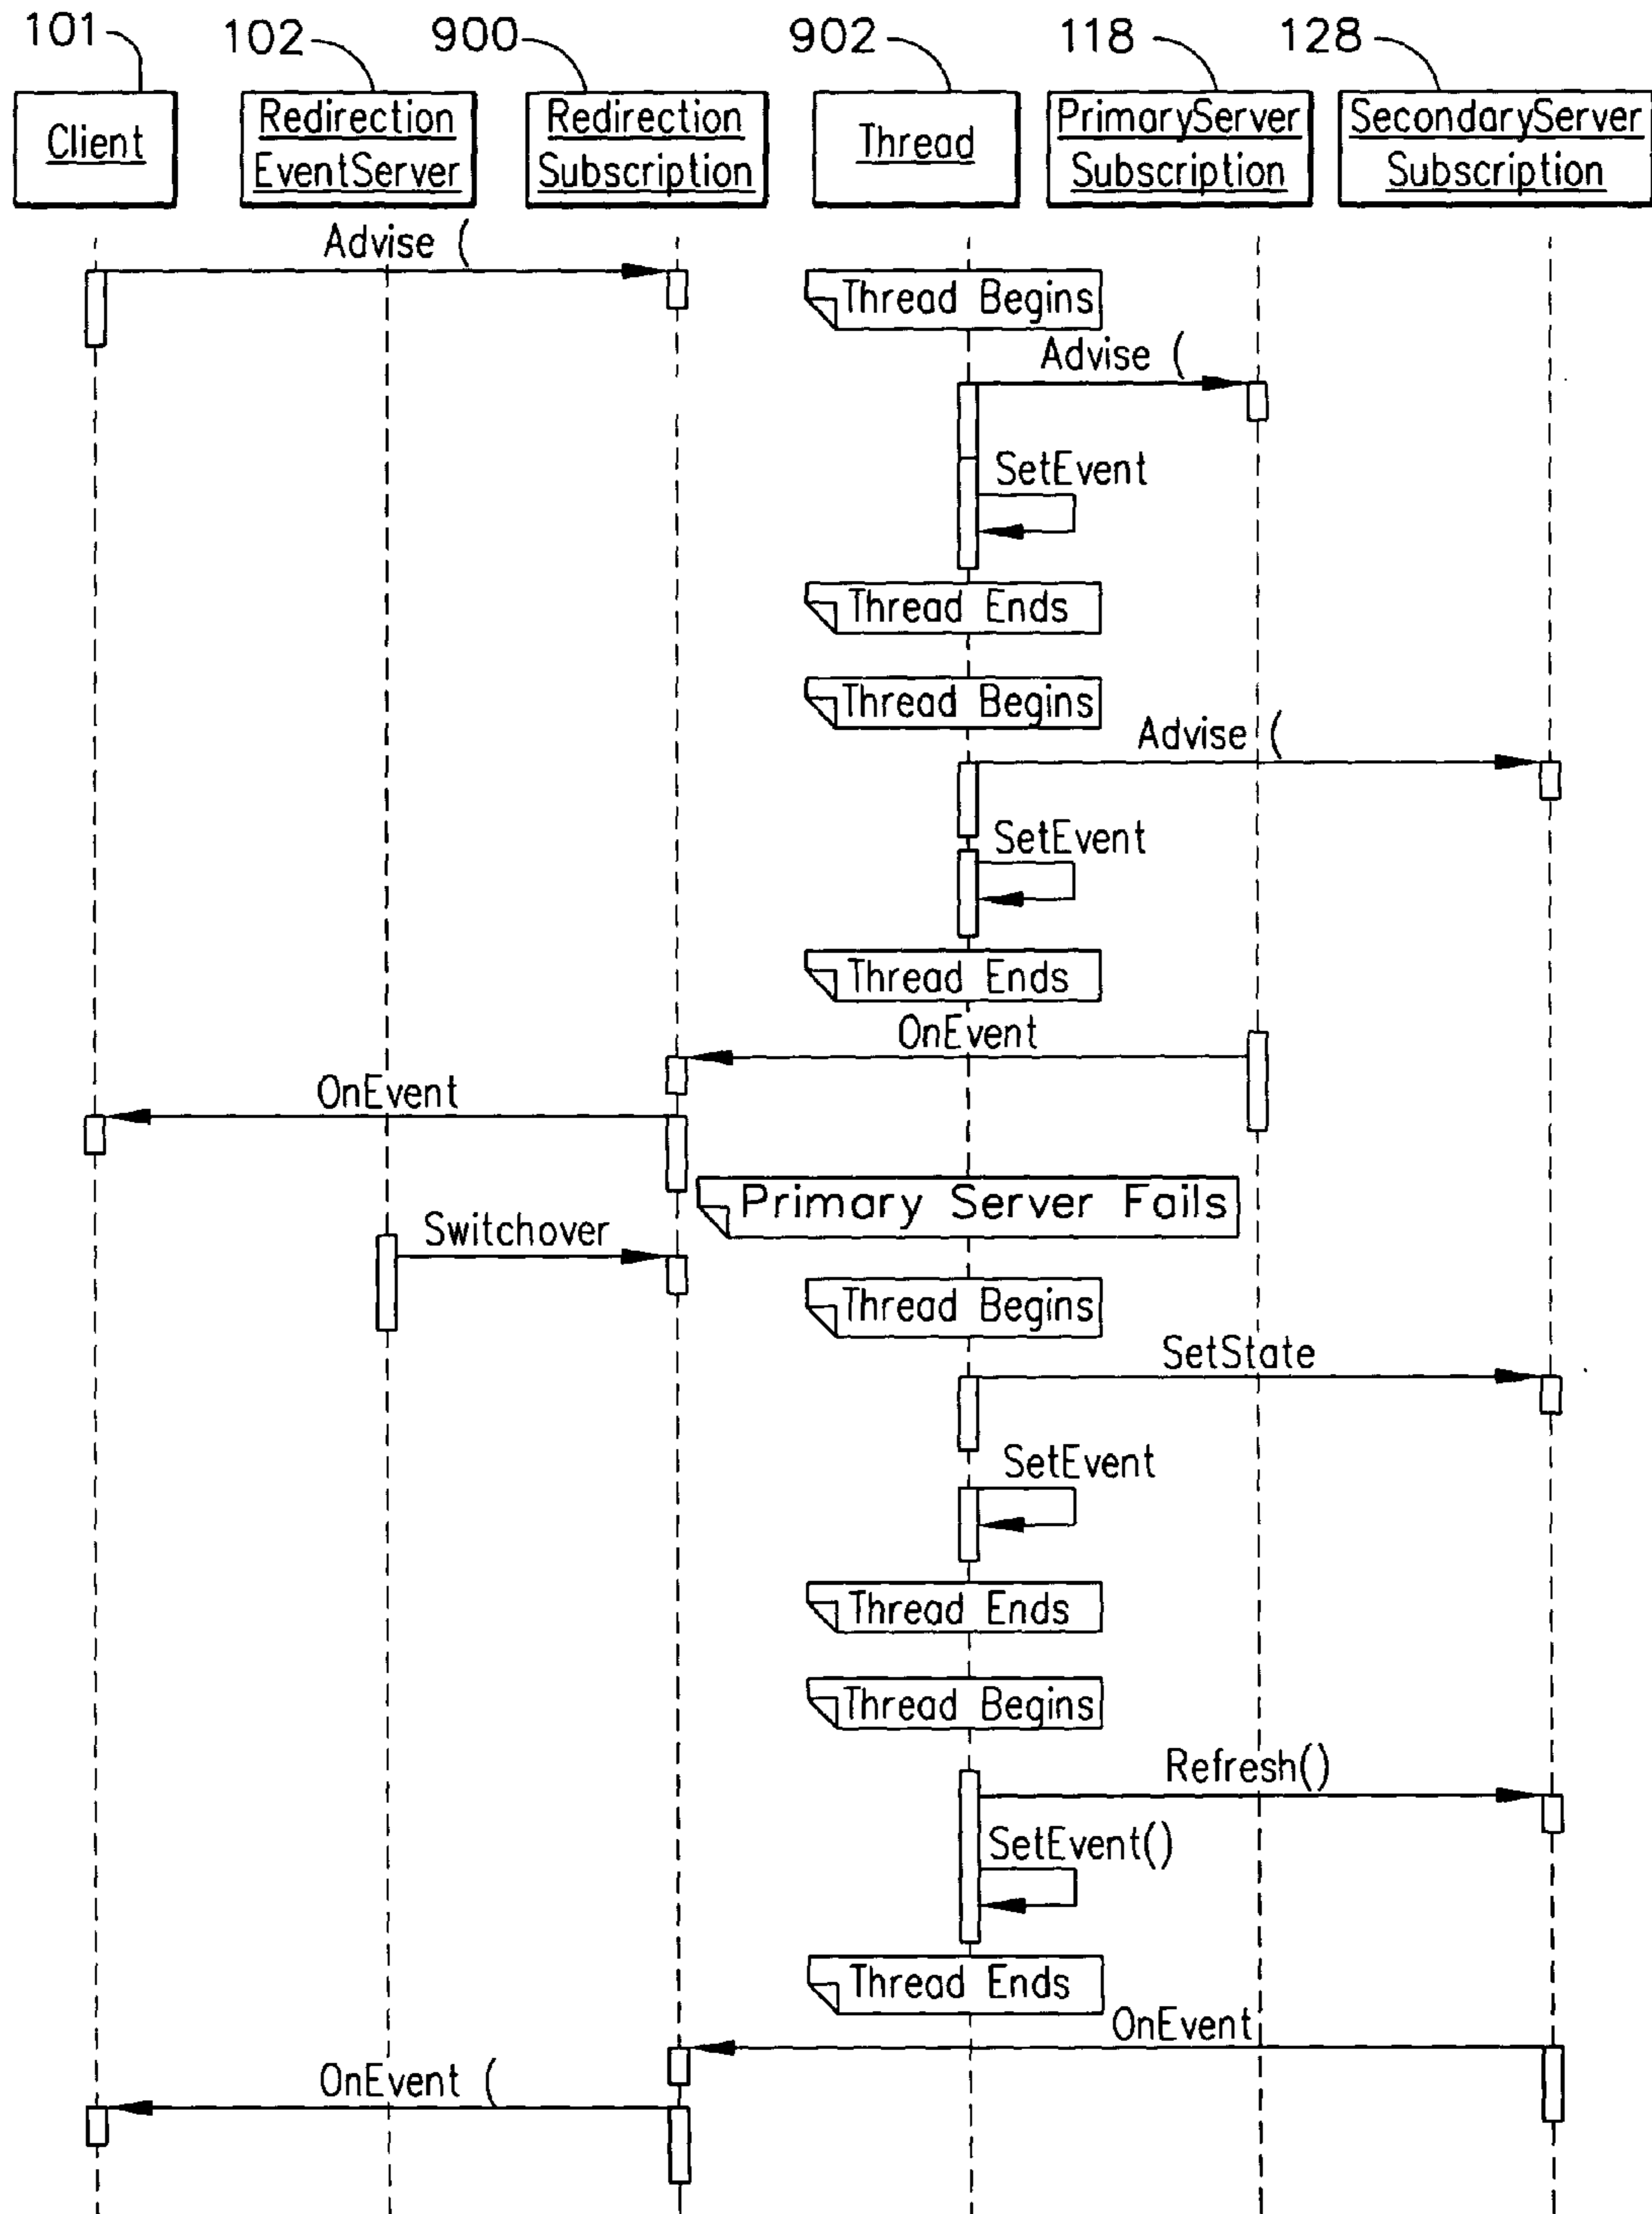 101
102
900
902
118
128
Client
Redirection
EventServer
Redirection
Subscription
Thread
PrimaryServer
Subscription
SecondaryServer
Subscription
Advise (
Thread Begins
Advise (
SetEvent
Thread Ends
Thread Begins
Advise (
SetEvent
Thread Ends
OnEvent
OnEvent
Primary Server Fails
Switchover
Thread Begins
SetState
SetEvent
Thread Ends
Thread Begins
Refresh()
SetEvent()
Thread Ends
OnEvent
OnEvent (